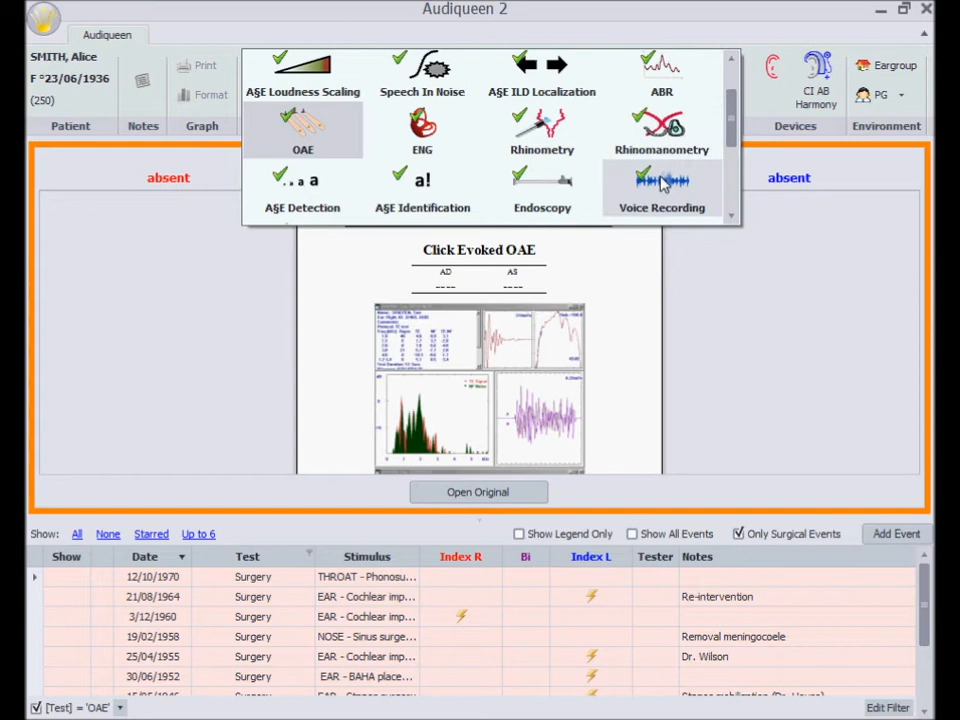 Audiqueen 2
Audiqueen
SMITH, Alice
F °23/06/1936
(250)
Print
Format
Patient
Notes
Graph
A§E Loudness Scaling
Speech In Noise
A§E ILD Localization
ABR
OAE
ENG
Rhinometry
Rhinomanometry
..a a
a!
A§E Detection
A§E Identification
Endoscopy
Voice Recording
CI AB
Harmony
Eargroup
PG
Devices
Environment
absent
absent
Click Evoked OAE
AD AS
---- ----
Open Original
Show: All None Starred Up to 6
Show Legend Only Show All Events Only Surgical Events Add Event
Show Date Test Stimulus Index R Bi Index L Tester Notes
12/10/1970 Surgery THROAT - Phonosu...
21/08/1964 Surgery EAR - Cochlear imp... Re-intervention
3/12/1960 Surgery EAR - Cochlear imp...
19/02/1958 Surgery NOSE - Sinus surge... Removal meningocoele
25/04/1955 Surgery EAR - Cochlear imp... Dr. Wilson
30/06/1952 Surgery EAR - BAHA place...
[Test] = 'OAE' Edit Filter